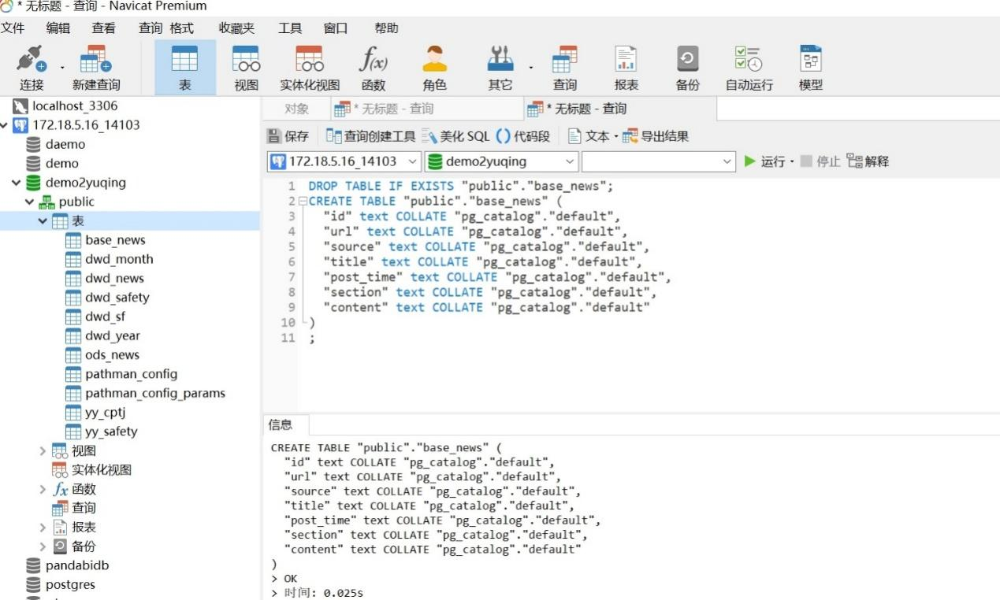 * 无标题 - 查询 - Navicat Premium
文件 编辑 查看 查询 格式 收藏夹 工具 窗口 帮助
连接 新建查询 表 视图 实体化视图 函数 角色 其它 查询 报表 备份 自动运行 模型
localhost_3306
172.18.5.16_14103
daemo
demo
demo2yuqing
public
表
base_news
dwd_month
dwd_news
dwd_safety
dwd_sf
dwd_year
ods_news
pathman_config
pathman_config_params
yy_cptj
yy_safety
视图
实体化视图
函数
查询
报表
备份
pandabidb
postgres
对象 * 无标题 - 查询 * 无标题 - 查询
保存 查询创建工具 美化 SQL () 代码段 文本 导出结果
172.18.5.16_14103 demo2yuqing 运行 停止 解释
1 DROP TABLE IF EXISTS "public"."base_news";
2 CREATE TABLE "public"."base_news" (
3 "id" text COLLATE "pg_catalog"."default",
4 "url" text COLLATE "pg_catalog"."default",
5 "source" text COLLATE "pg_catalog"."default",
6 "title" text COLLATE "pg_catalog"."default",
7 "post_time" text COLLATE "pg_catalog"."default",
8 "section" text COLLATE "pg_catalog"."default",
9 "content" text COLLATE "pg_catalog"."default"
10 )
11 ;
信息
CREATE TABLE "public"."base_news" (
"id" text COLLATE "pg_catalog"."default",
"url" text COLLATE "pg_catalog"."default",
"source" text COLLATE "pg_catalog"."default",
"title" text COLLATE "pg_catalog"."default",
"post_time" text COLLATE "pg_catalog"."default",
"section" text COLLATE "pg_catalog"."default",
"content" text COLLATE "pg_catalog"."default"
)
> OK
> 时间: 0.025s